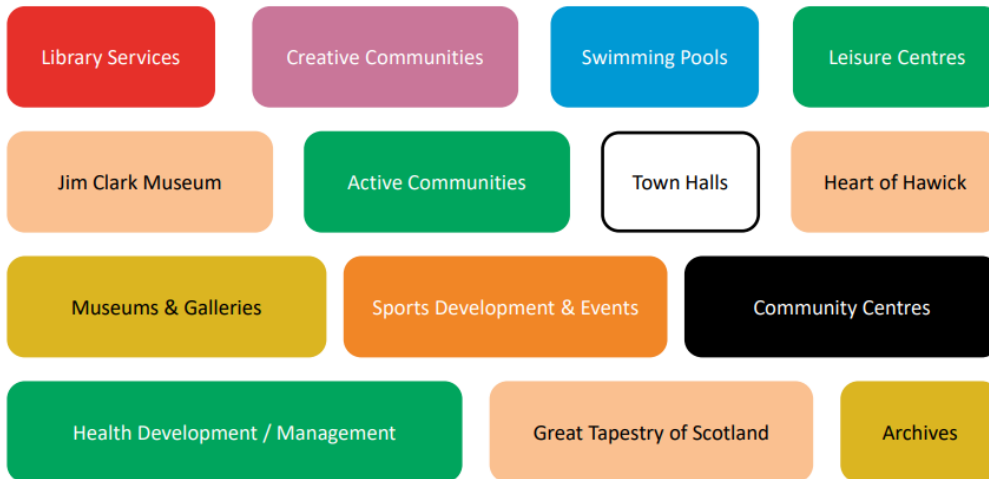 Library Services
Creative Communities
Swimming Pools
Leisure Centres
Jim Clark Museum
Active Communities
Town Halls
Heart of Hawick
Museums & Galleries
Sports Development & Events
Community Centres
Health Development / Management
Great Tapestry of Scotland
Archives